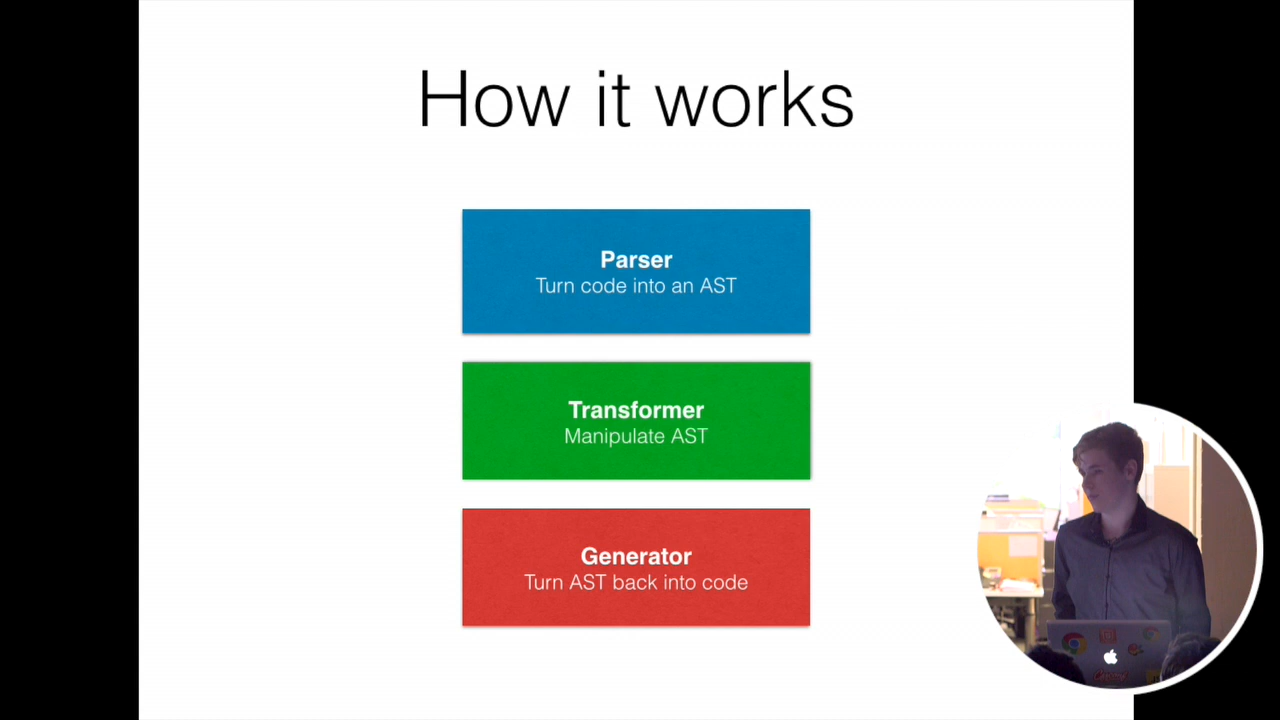 How it works
Parser
Turn code into an AST
Transformer
Manipulate AST
Generator
Turn AST back into code